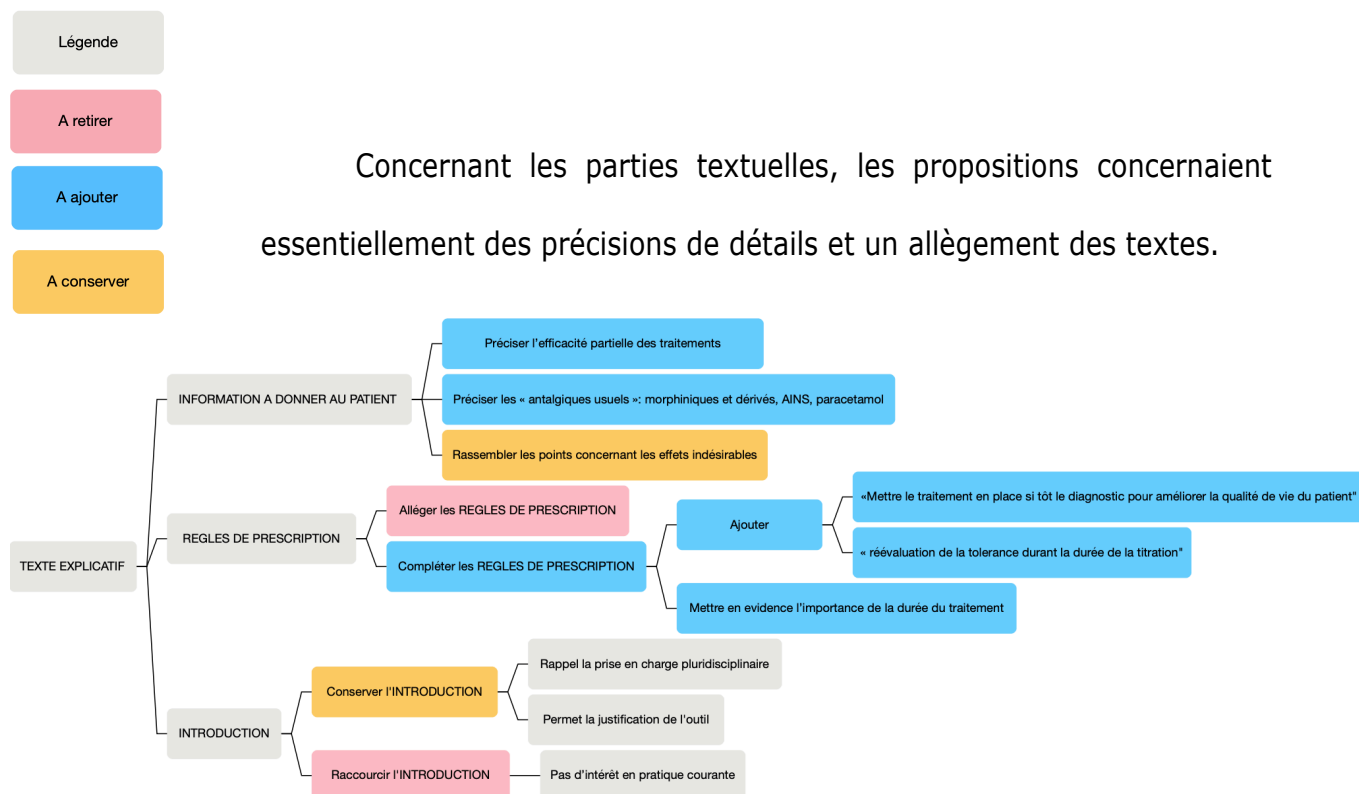 Légende
A retirer
A ajouter
A conserver
Concernant les parties textuelles, les propositions concernaient
essentiellement des précisions de détails et un allègement des textes.
TEXTE EXPLICATIF
INFORMATION A DONNER AU PATIENT
Préciser l'efficacité partielle des traitements
Préciser les « antalgiques usuels »: morphiniques et dérivés, AINS, paracetamol
Rassembler les points concernant les effets indésirables
REGLES DE PRESCRIPTION
Alléger les REGLES DE PRESCRIPTION
Compléter les REGLES DE PRESCRIPTION
Ajouter
«Mettre le traitement en place si tôt le diagnostic pour améliorer la qualité de vie du patient"
« réévaluation de la tolerance durant la durée de la titration"
Mettre en evidence l'importance de la durée du traitement
INTRODUCTION
Conserver l'INTRODUCTION
Rappel la prise en charge pluridisciplinaire
Permet la justification de l'outil
Raccourcir l'INTRODUCTION
Pas d'intérêt en pratique courante